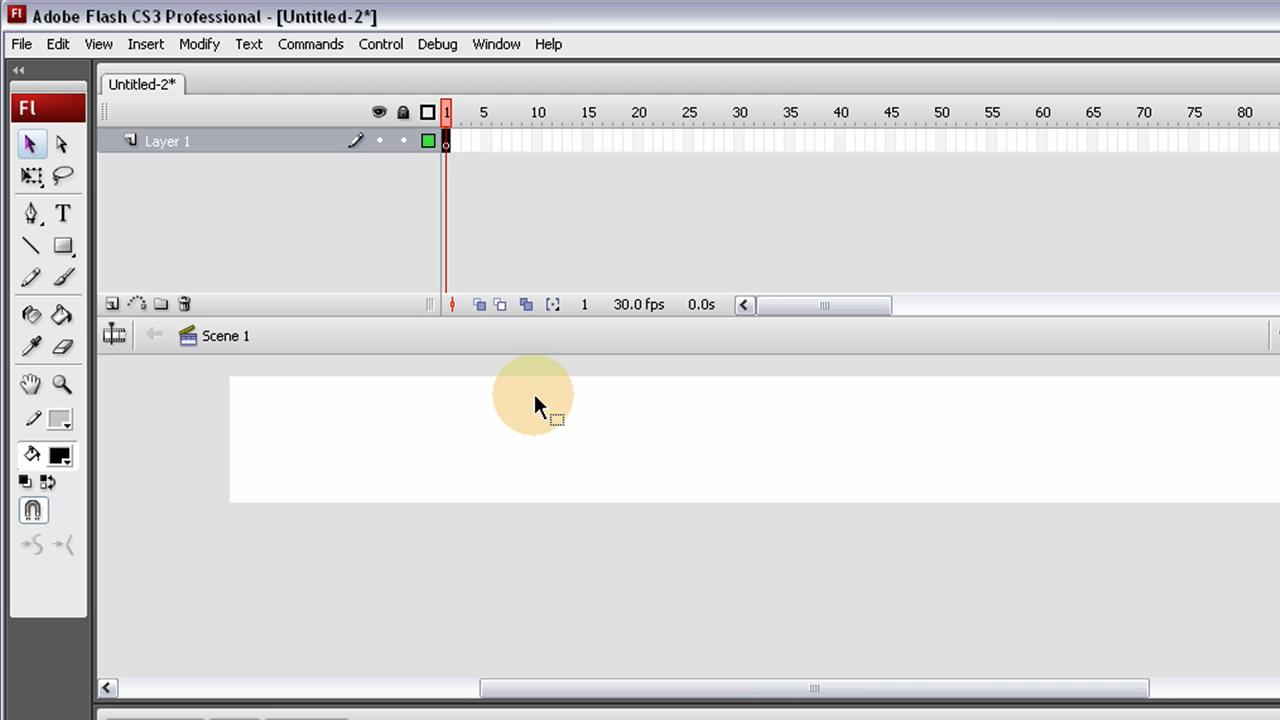 Fl Adobe Flash CS3 Professional - [Untitled-2*]
File Edit View Insert Modify Text Commands Control Debug Window Help
Untitled-2*
Fl
1 5 10 15 20 25 30 35 40 45 50 55 60 65 70 75 80
Layer 1
1 30.0 fps 0.0s
Scene 1